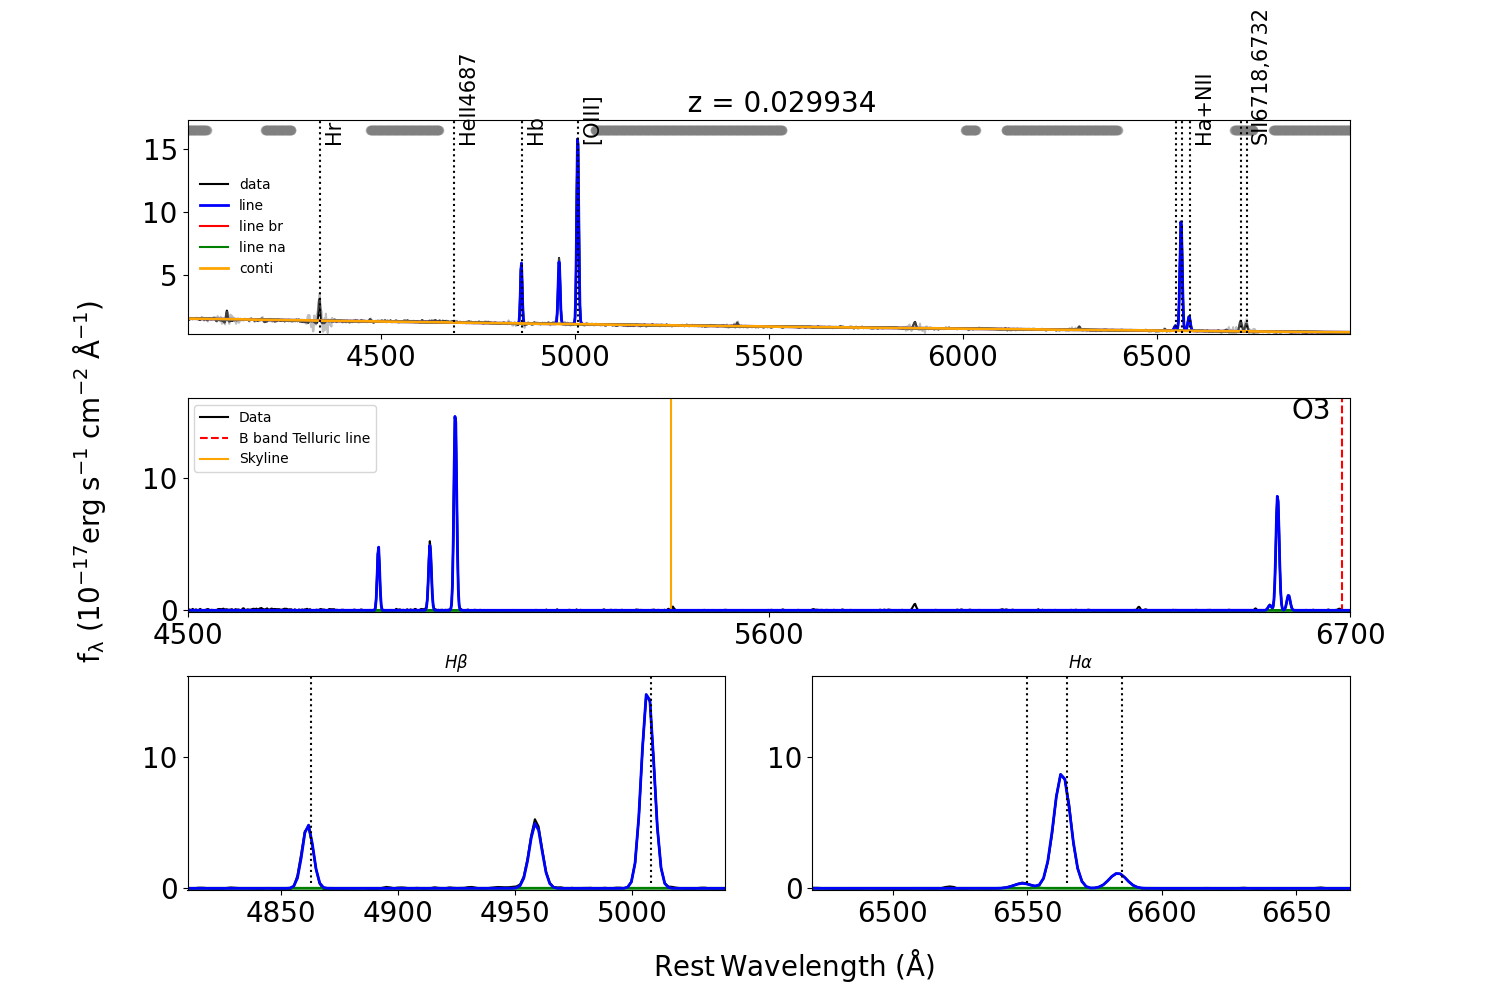 z = 0.029934
Hr
HeII4687
Hb
[OIII]
Ha+NII
SII6718,6732
15
10
5
data
line
line br
line na
conti
4500 5000 5500 6000 6500
f_λ (10⁻¹⁷erg s⁻¹ cm⁻² Å⁻¹)
O3
10
0
Data
B band Telluric line
Skyline
4500 5600 6700
Hβ
10
0
4850 4900 4950 5000
Hα
10
0
6500 6550 6600 6650
Rest Wavelength (Å)